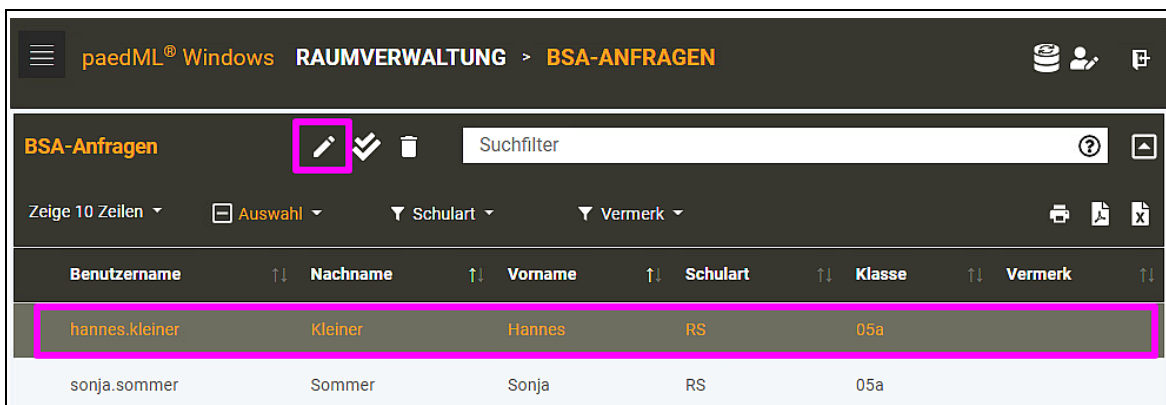 paedML® Windows RAUMVERWALTUNG > BSA-ANFRAGEN
BSA-Anfragen Suchfilter
Zeige 10 Zeilen Auswahl Schulart Vermerk
Benutzername Nachname Vorname Schulart Klasse Vermerk
hannes.kleiner Kleiner Hannes RS 05a
sonja.sommer Sommer Sonja RS 05a